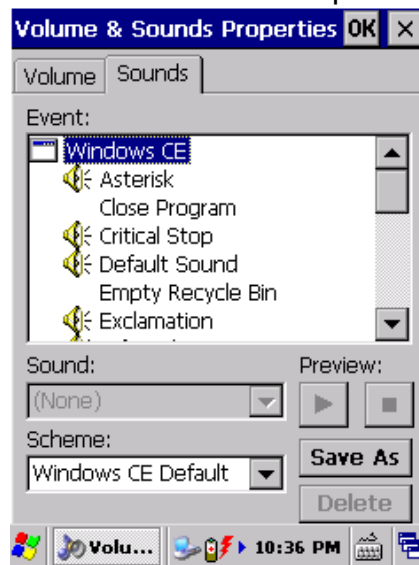 Volume & Sounds Properties OK
Volume Sounds
Event:
Windows CE
Asterisk
Close Program
Critical Stop
Default Sound
Empty Recycle Bin
Exclamation
Sound: Preview:
(None)
Scheme:
Windows CE Default Save As
Delete
Volu... 10:36 PM